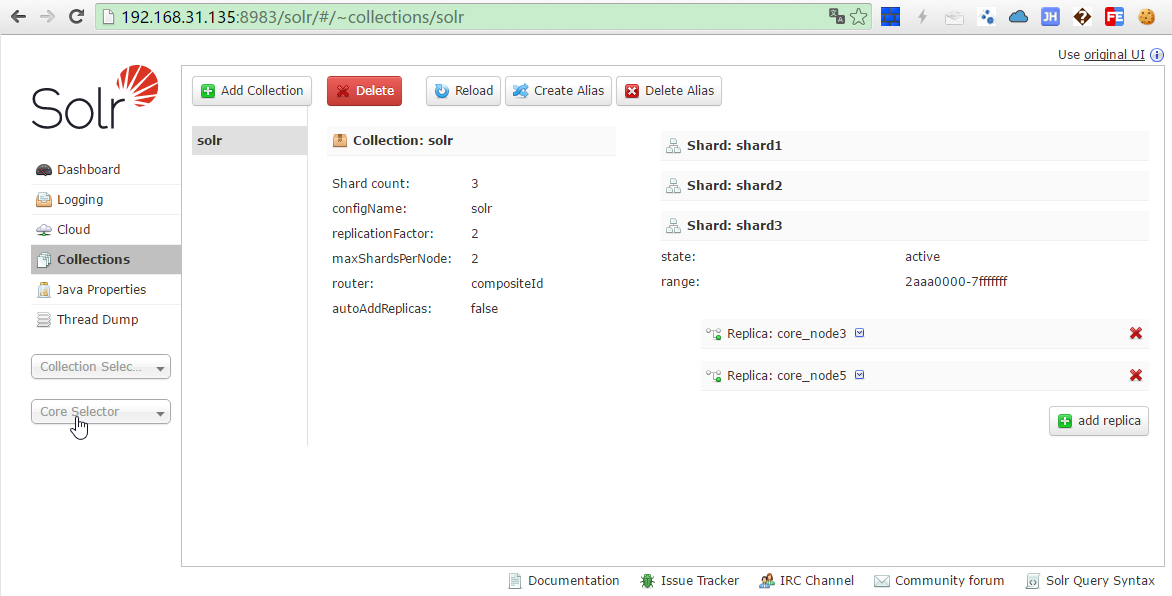 192.168.31.135:8983/solr/#/~collections/solr
JH
FE
Use original UI
Solr
Dashboard
Logging
Cloud
Collections
Java Properties
Thread Dump
Collection Selec...
Core Selector
Add Collection
Delete
Reload
Create Alias
Delete Alias
solr
Collection: solr
Shard count: 3
configName: solr
replicationFactor: 2
maxShardsPerNode: 2
router: compositeId
autoAddReplicas: false
Shard: shard1
Shard: shard2
Shard: shard3
state: active
range: 2aaa0000-7fffffff
Replica: core_node3
Replica: core_node5
add replica
Documentation
Issue Tracker
IRC Channel
Community forum
Solr Query Syntax